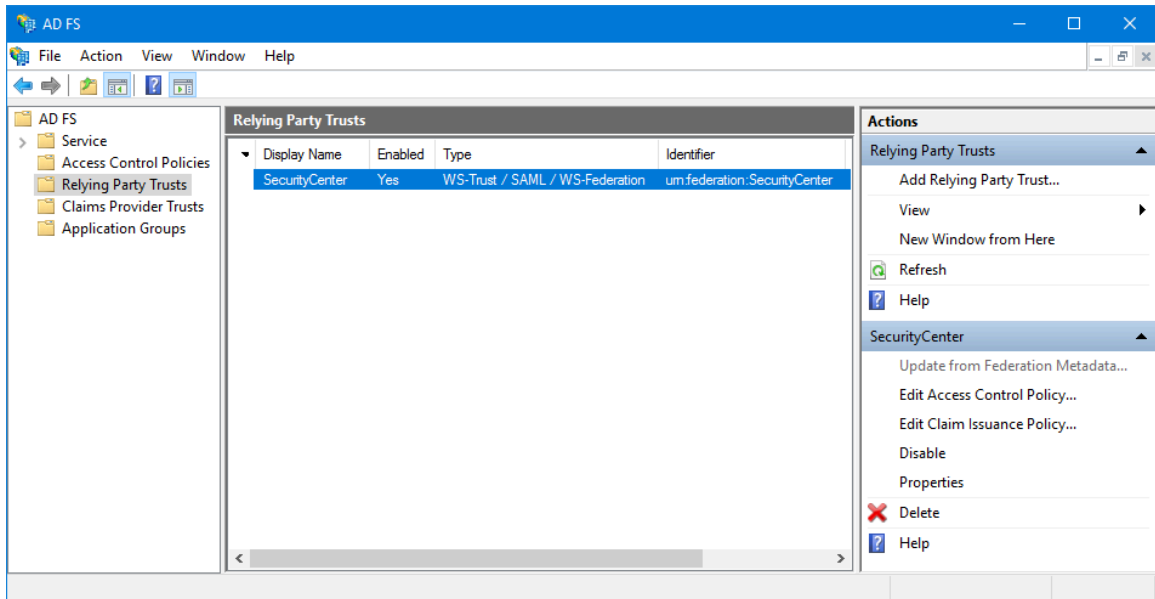 AD FS
File Action View Window Help
AD FS
Service
Access Control Policies
Relying Party Trusts
Claims Provider Trusts
Application Groups
Relying Party Trusts
Display Name Enabled Type Identifier
SecurityCenter Yes WS-Trust / SAML / WS-Federation urn:federation:SecurityCenter
Actions
Relying Party Trusts
Add Relying Party Trust...
View
New Window from Here
Refresh
Help
SecurityCenter
Update from Federation Metadata...
Edit Access Control Policy...
Edit Claim Issuance Policy...
Disable
Properties
Delete
Help